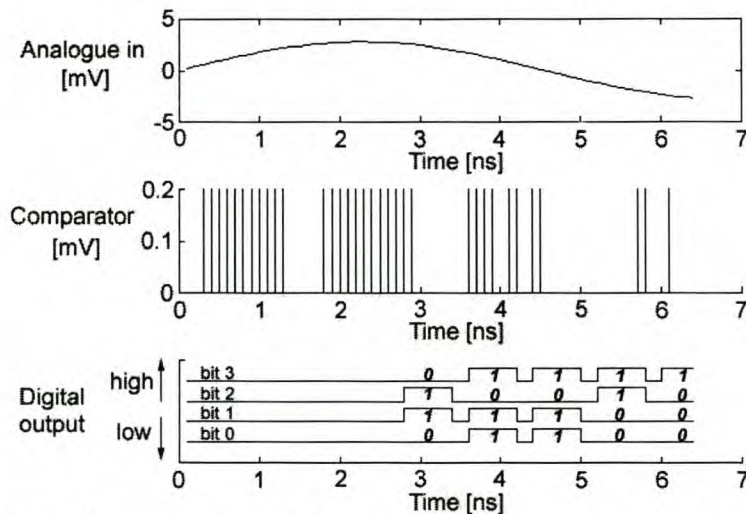 5
Analogue in
[mV]
0
-5
0 1 2 3 4 5 6 7
Time [ns]
0.2
Comparator
[mV]
0.1
0
0 1 2 3 4 5 6 7
Time [ns]
high
Digital
output
low
bit 3 0 1 1 1 1
bit 2 1 0 0 1 0
bit 1 1 1 1 0 0
bit 0 0 1 1 0 0
0 1 2 3 4 5 6 7
Time [ns]